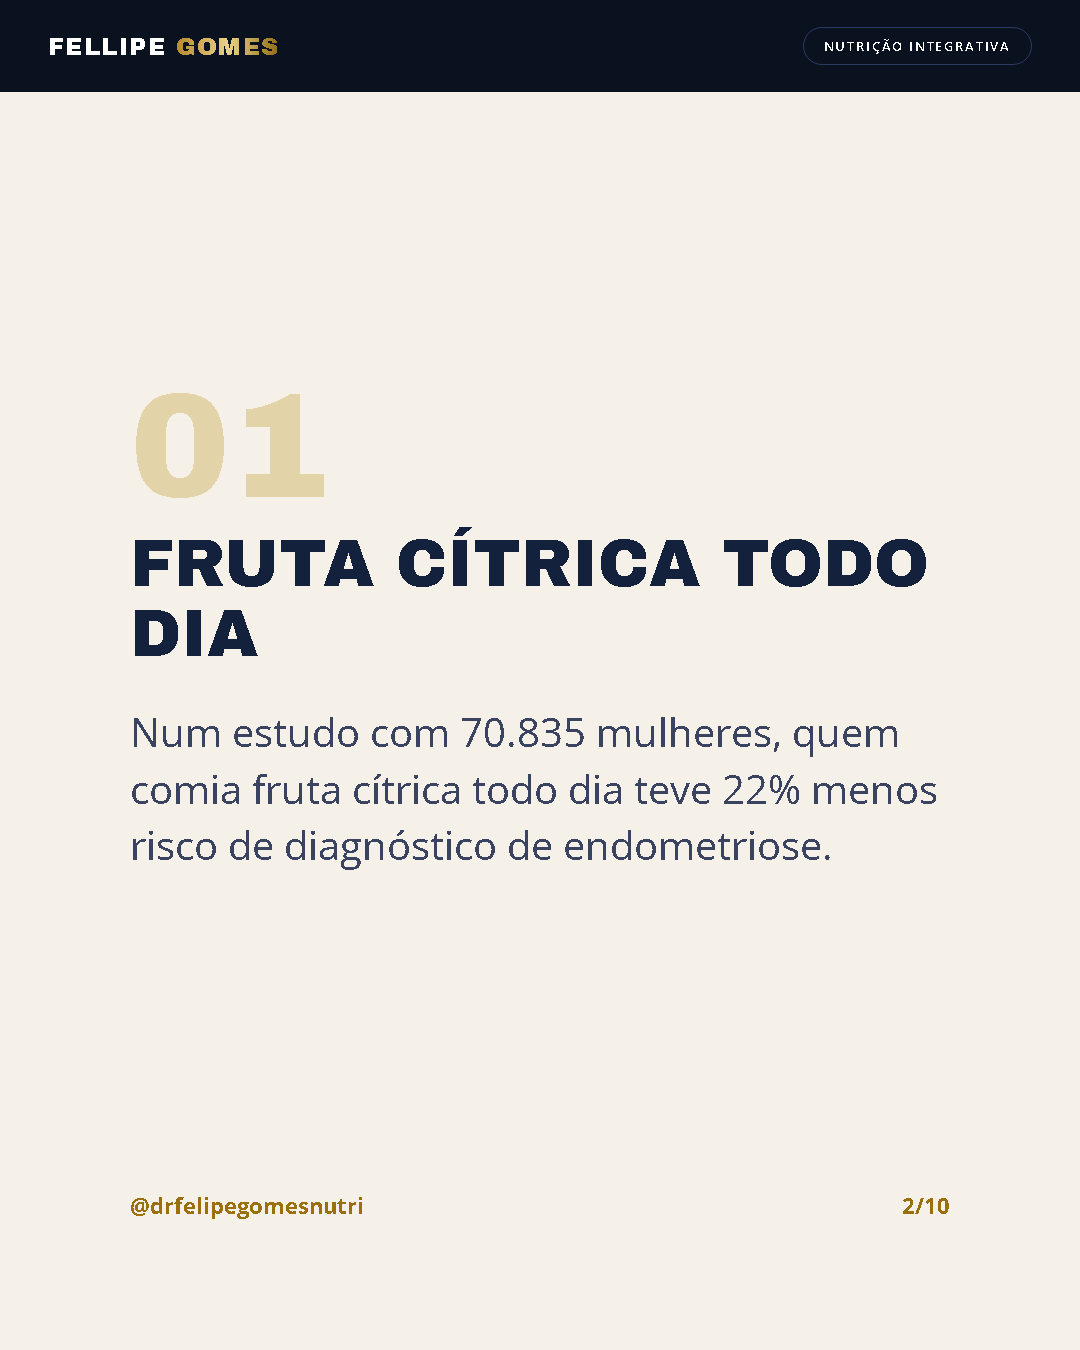 FELLIPE GOMES
NUTRIÇÃO INTEGRATIVA
01
FRUTA CÍTRICA TODO
DIA
Num estudo com 70.835 mulheres, quem
comia fruta cítrica todo dia teve 22% menos
risco de diagnóstico de endometriose.
@drfelipegomesnutri
2/10